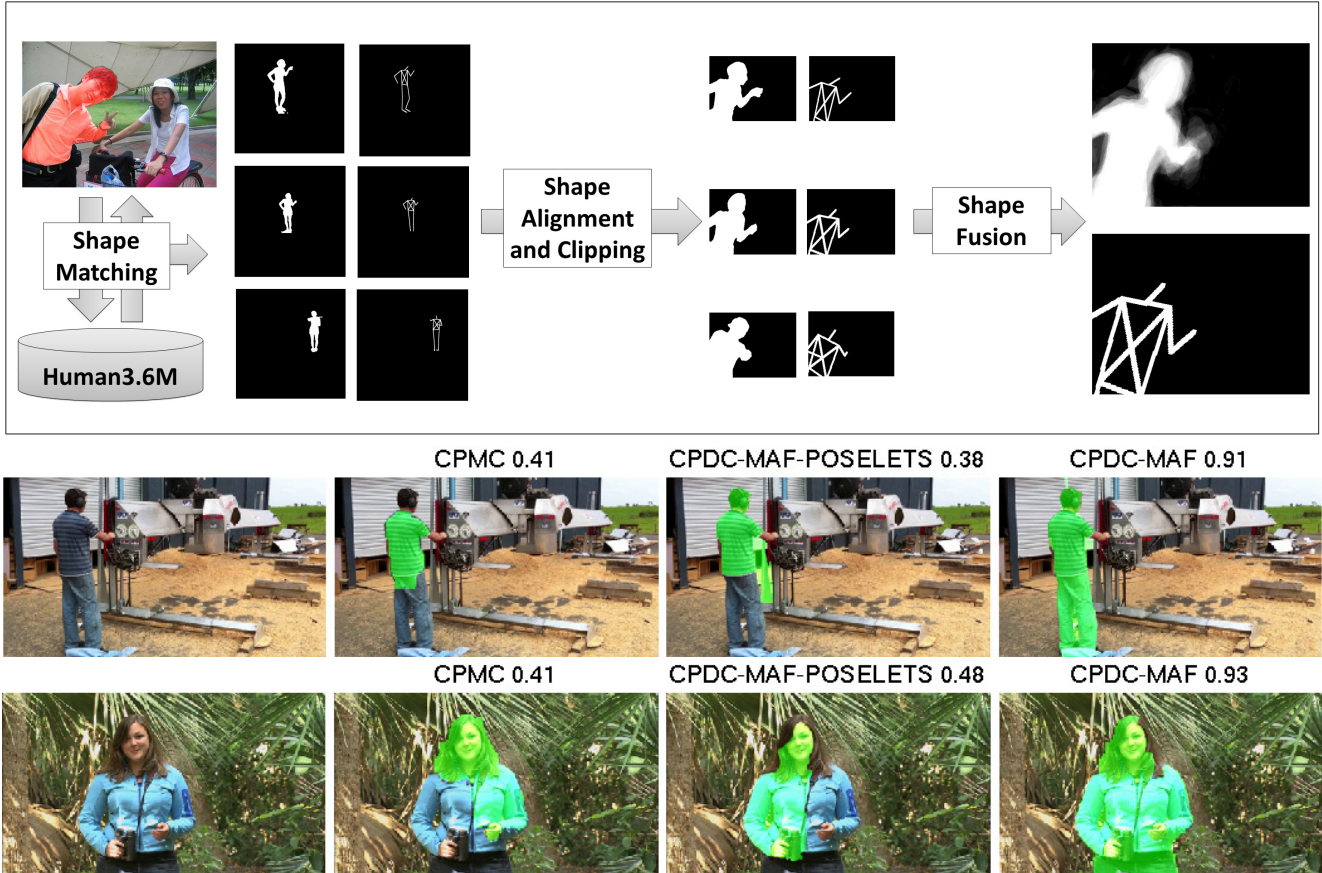 Shape
Matching
Human3.6M
Shape
Alignment
and Clipping
Shape
Fusion
CPMC 0.41
CPDC-MAF-POSELETS 0.38
CPDC-MAF 0.91
CPMC 0.41
CPDC-MAF-POSELETS 0.48
CPDC-MAF 0.93